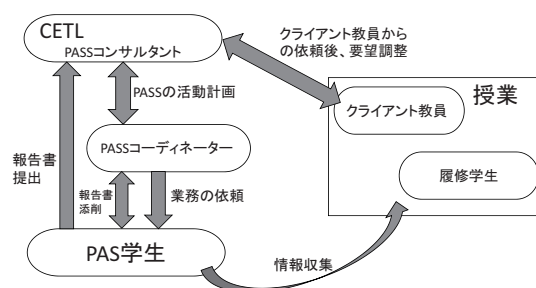 CETL
PASSコンサルタント
クライアント教員から
の依頼後、要望調整
PASSの活動計画
授業
クライアント教員
PASSコーディネーター
報告書
提出
報告書
添削
業務の依頼
履修学生
PAS学生
情報収集